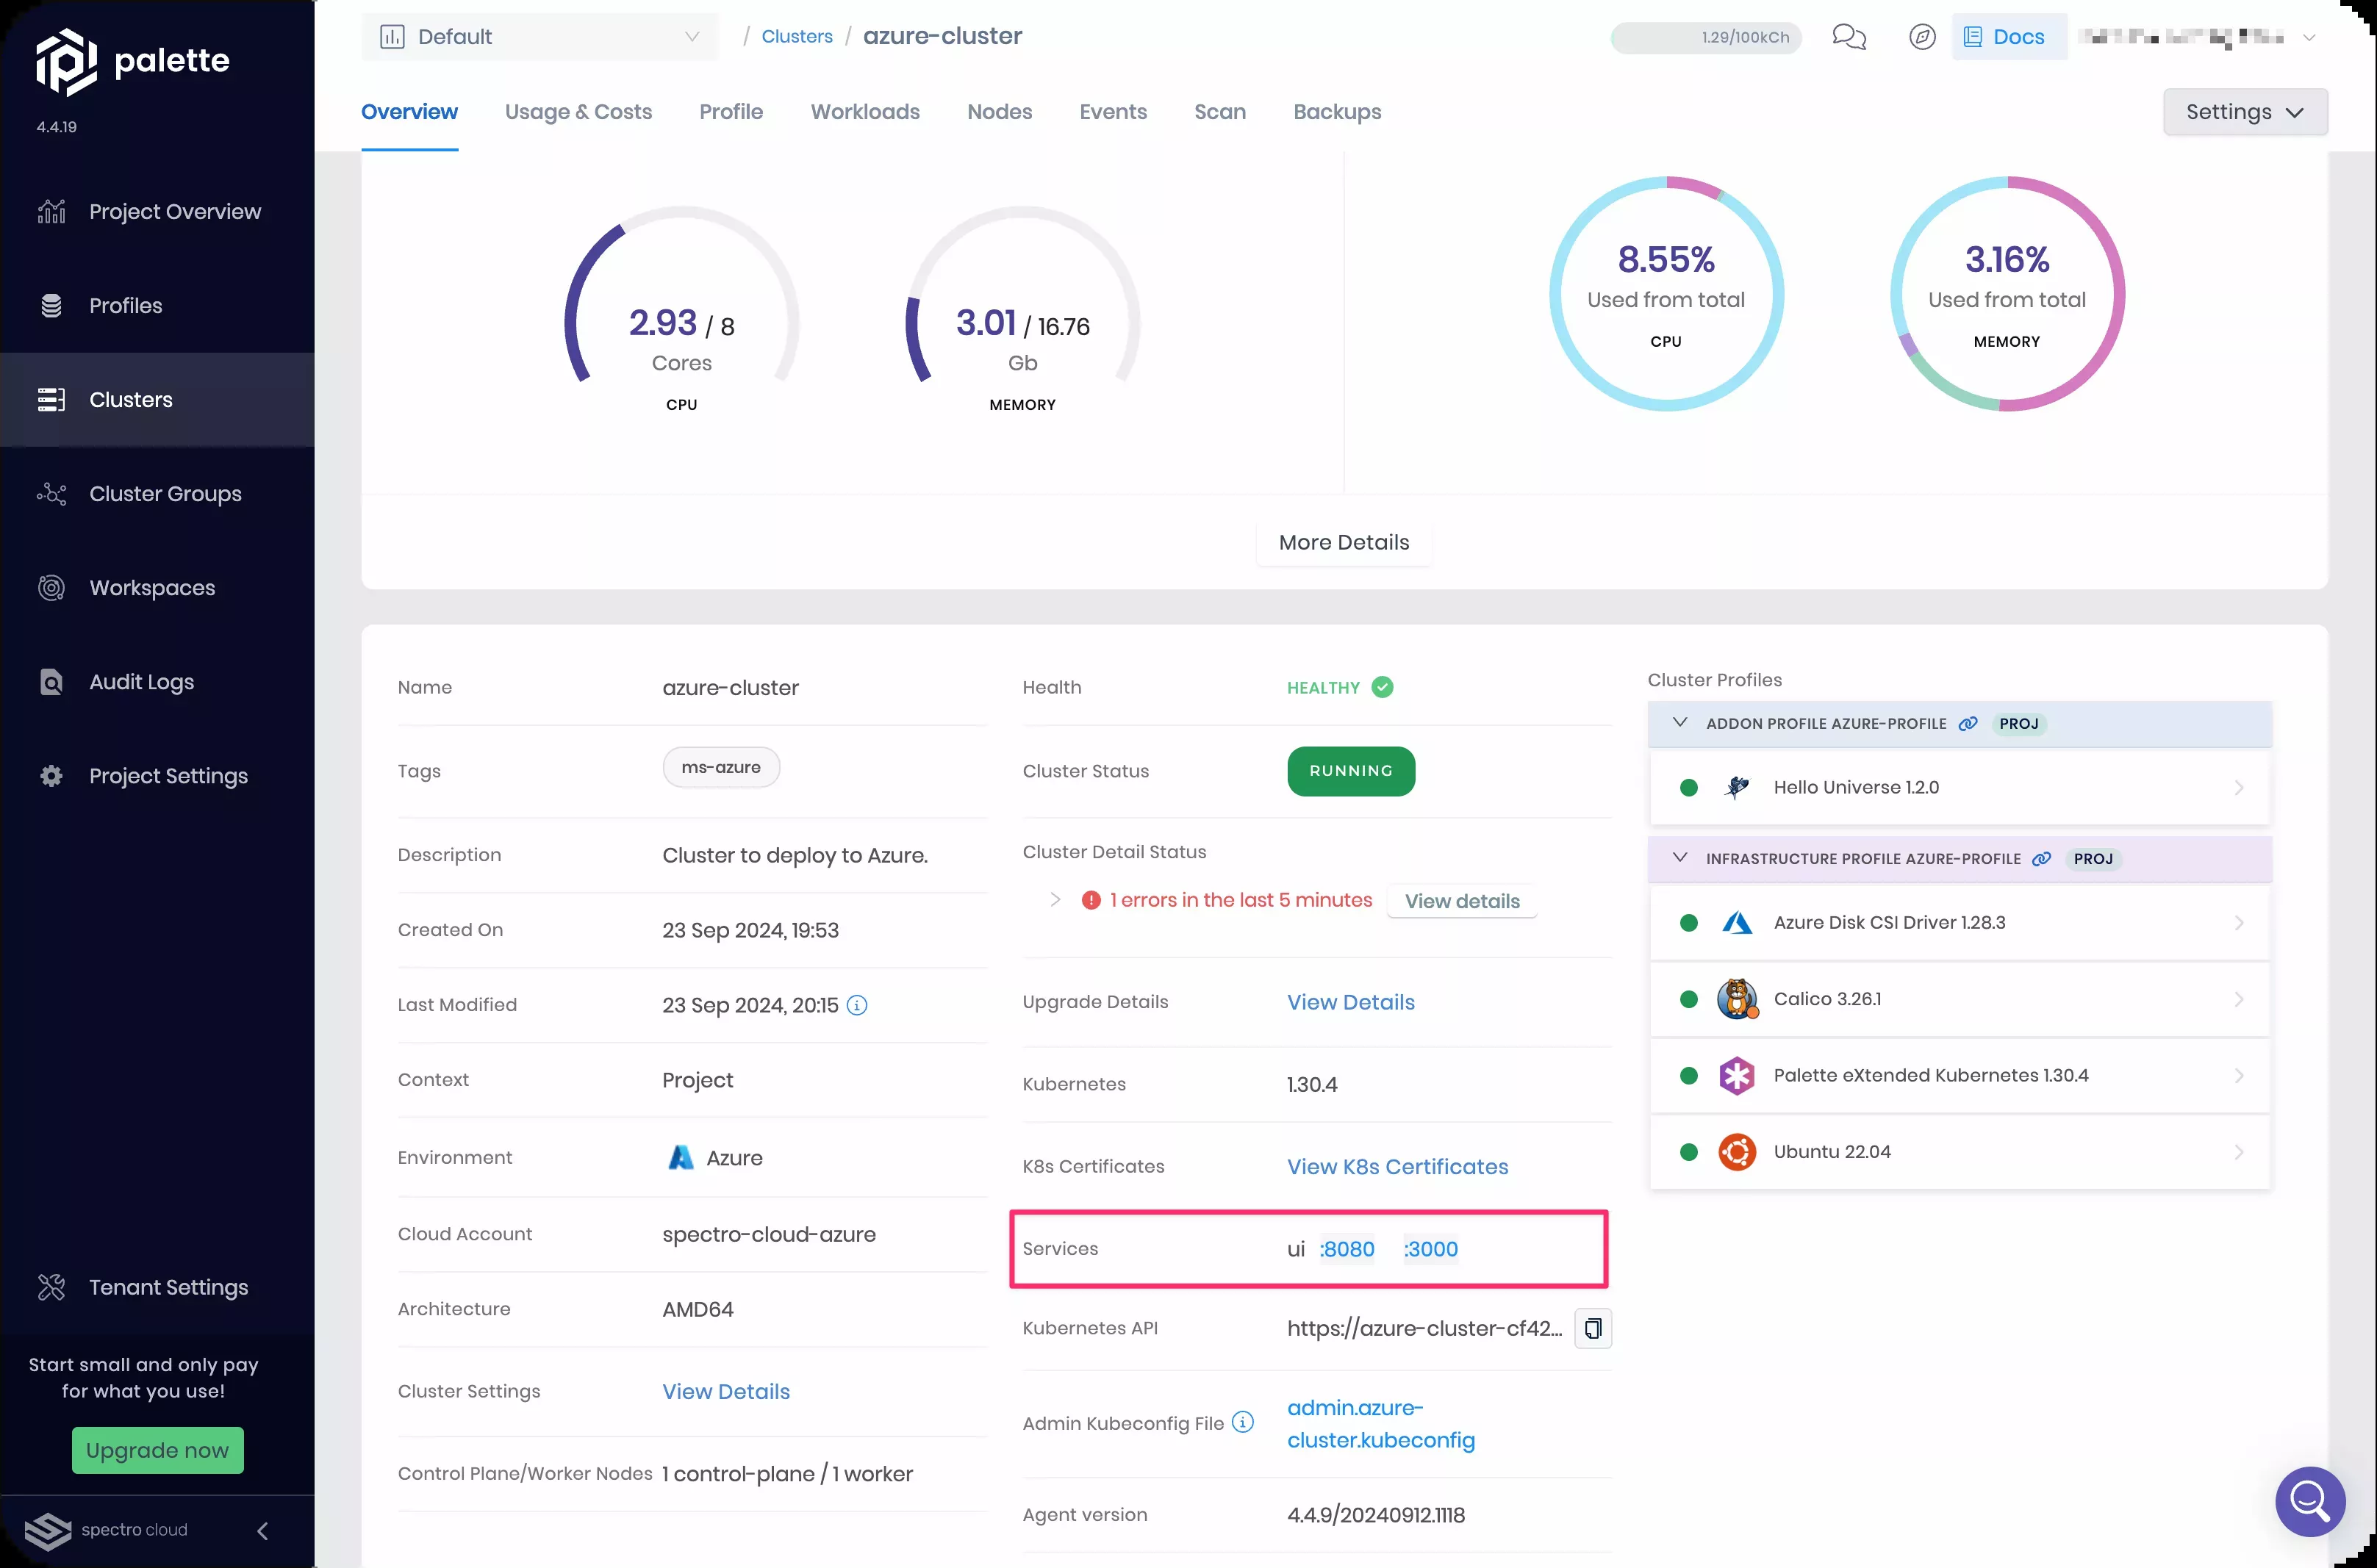 palette
4.4.19
Project Overview
Profiles
Clusters
Cluster Groups
Workspaces
Audit Logs
Project Settings
Tenant Settings
Start small and only pay
for what you use!
Upgrade now
spectro cloud
Default
/ Clusters / azure-cluster
1.29/100kCh
Docs
Overview Usage & Costs Profile Workloads Nodes Events Scan Backups
Settings
2.93 / 8
Cores
CPU
3.01 / 16.76
Gb
MEMORY
8.55%
Used from total
CPU
3.16%
Used from total
MEMORY
More Details
Name azure-cluster
Tags ms-azure
Description Cluster to deploy to Azure.
Created On 23 Sep 2024, 19:53
Last Modified 23 Sep 2024, 20:15
Context Project
Environment Azure
Cloud Account spectro-cloud-azure
Architecture AMD64
Cluster Settings View Details
Control Plane/Worker Nodes 1 control-plane / 1 worker
Health HEALTHY
Cluster Status RUNNING
Cluster Detail Status
1 errors in the last 5 minutes View details
Upgrade Details View Details
Kubernetes 1.30.4
K8s Certificates View K8s Certificates
Services ui :8080 :3000
Kubernetes API https://azure-cluster-cf42...
Admin Kubeconfig File admin.azure-
cluster.kubeconfig
Agent version 4.4.9/20240912.1118
Cluster Profiles
ADDON PROFILE AZURE-PROFILE PROJ
Hello Universe 1.2.0
INFRASTRUCTURE PROFILE AZURE-PROFILE PROJ
Azure Disk CSI Driver 1.28.3
Calico 3.26.1
Palette eXtended Kubernetes 1.30.4
Ubuntu 22.04